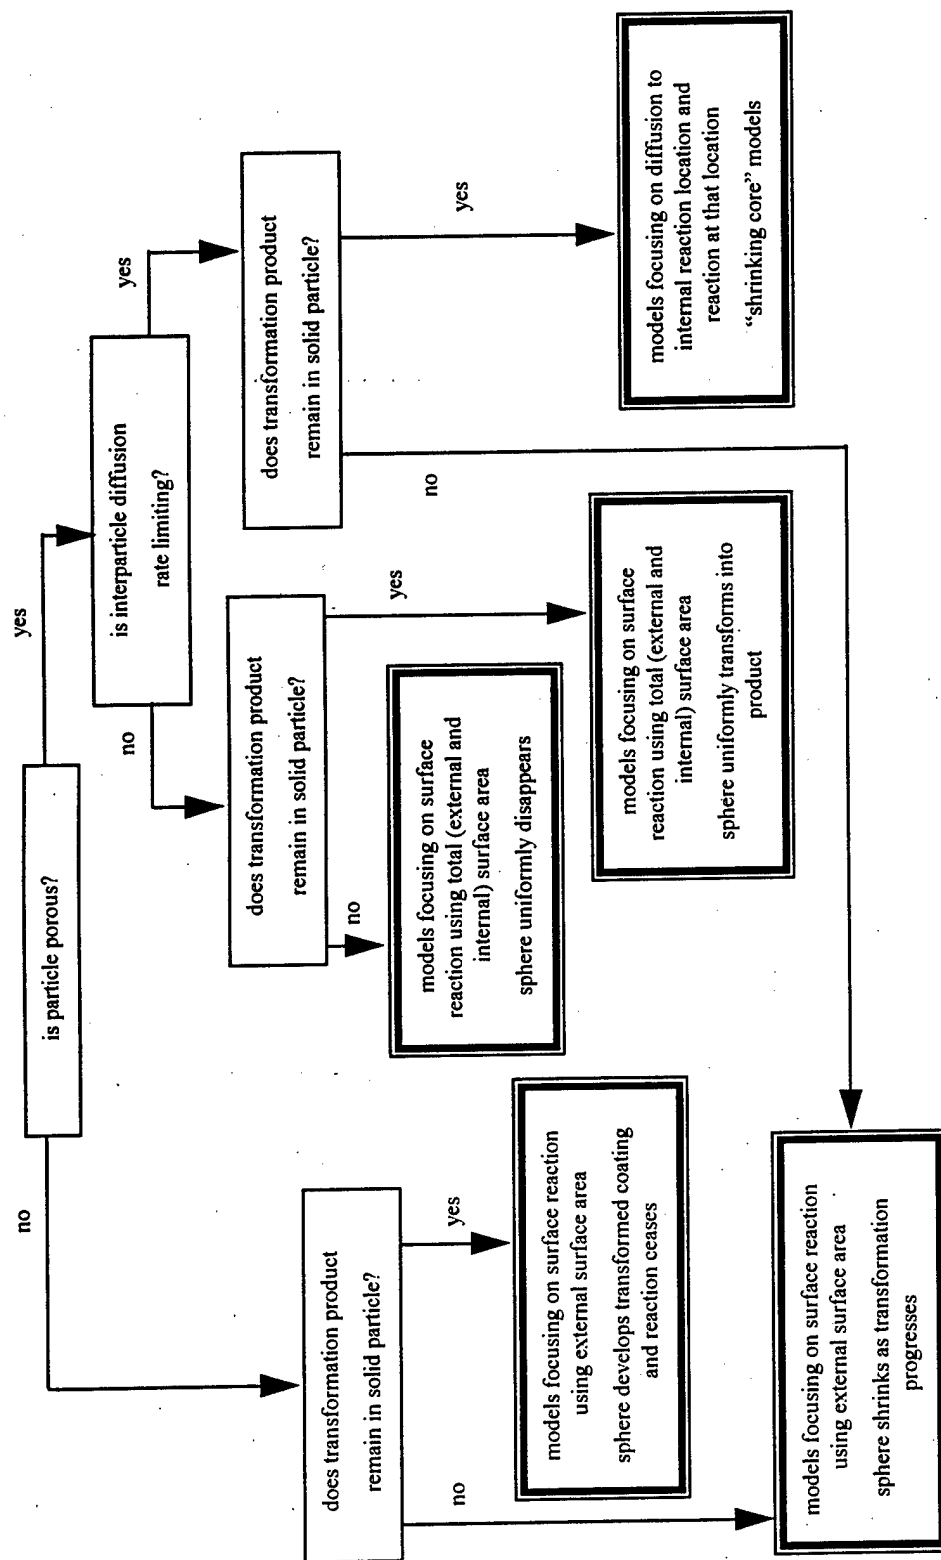 is particle porous?
no
yes
is interparticle diffusion
rate limiting?
no
yes
does transformation product
remain in solid particle?
no
yes
does transformation product
remain in solid particle?
no
yes
does transformation product
remain in solid particle?
no
yes
models focusing on surface reaction
using external surface area
sphere develops transformed coating
and reaction ceases
models focusing on surface
reaction using total (external and
internal) surface area
sphere uniformly disappears
models focusing on surface
reaction using total (external and
internal) surface area
sphere uniformly transforms into
product
models focusing on diffusion to
internal reaction location and
reaction at that location
“shrinking core” models
models focusing on surface reaction
using external surface area
sphere shrinks as transformation
progresses